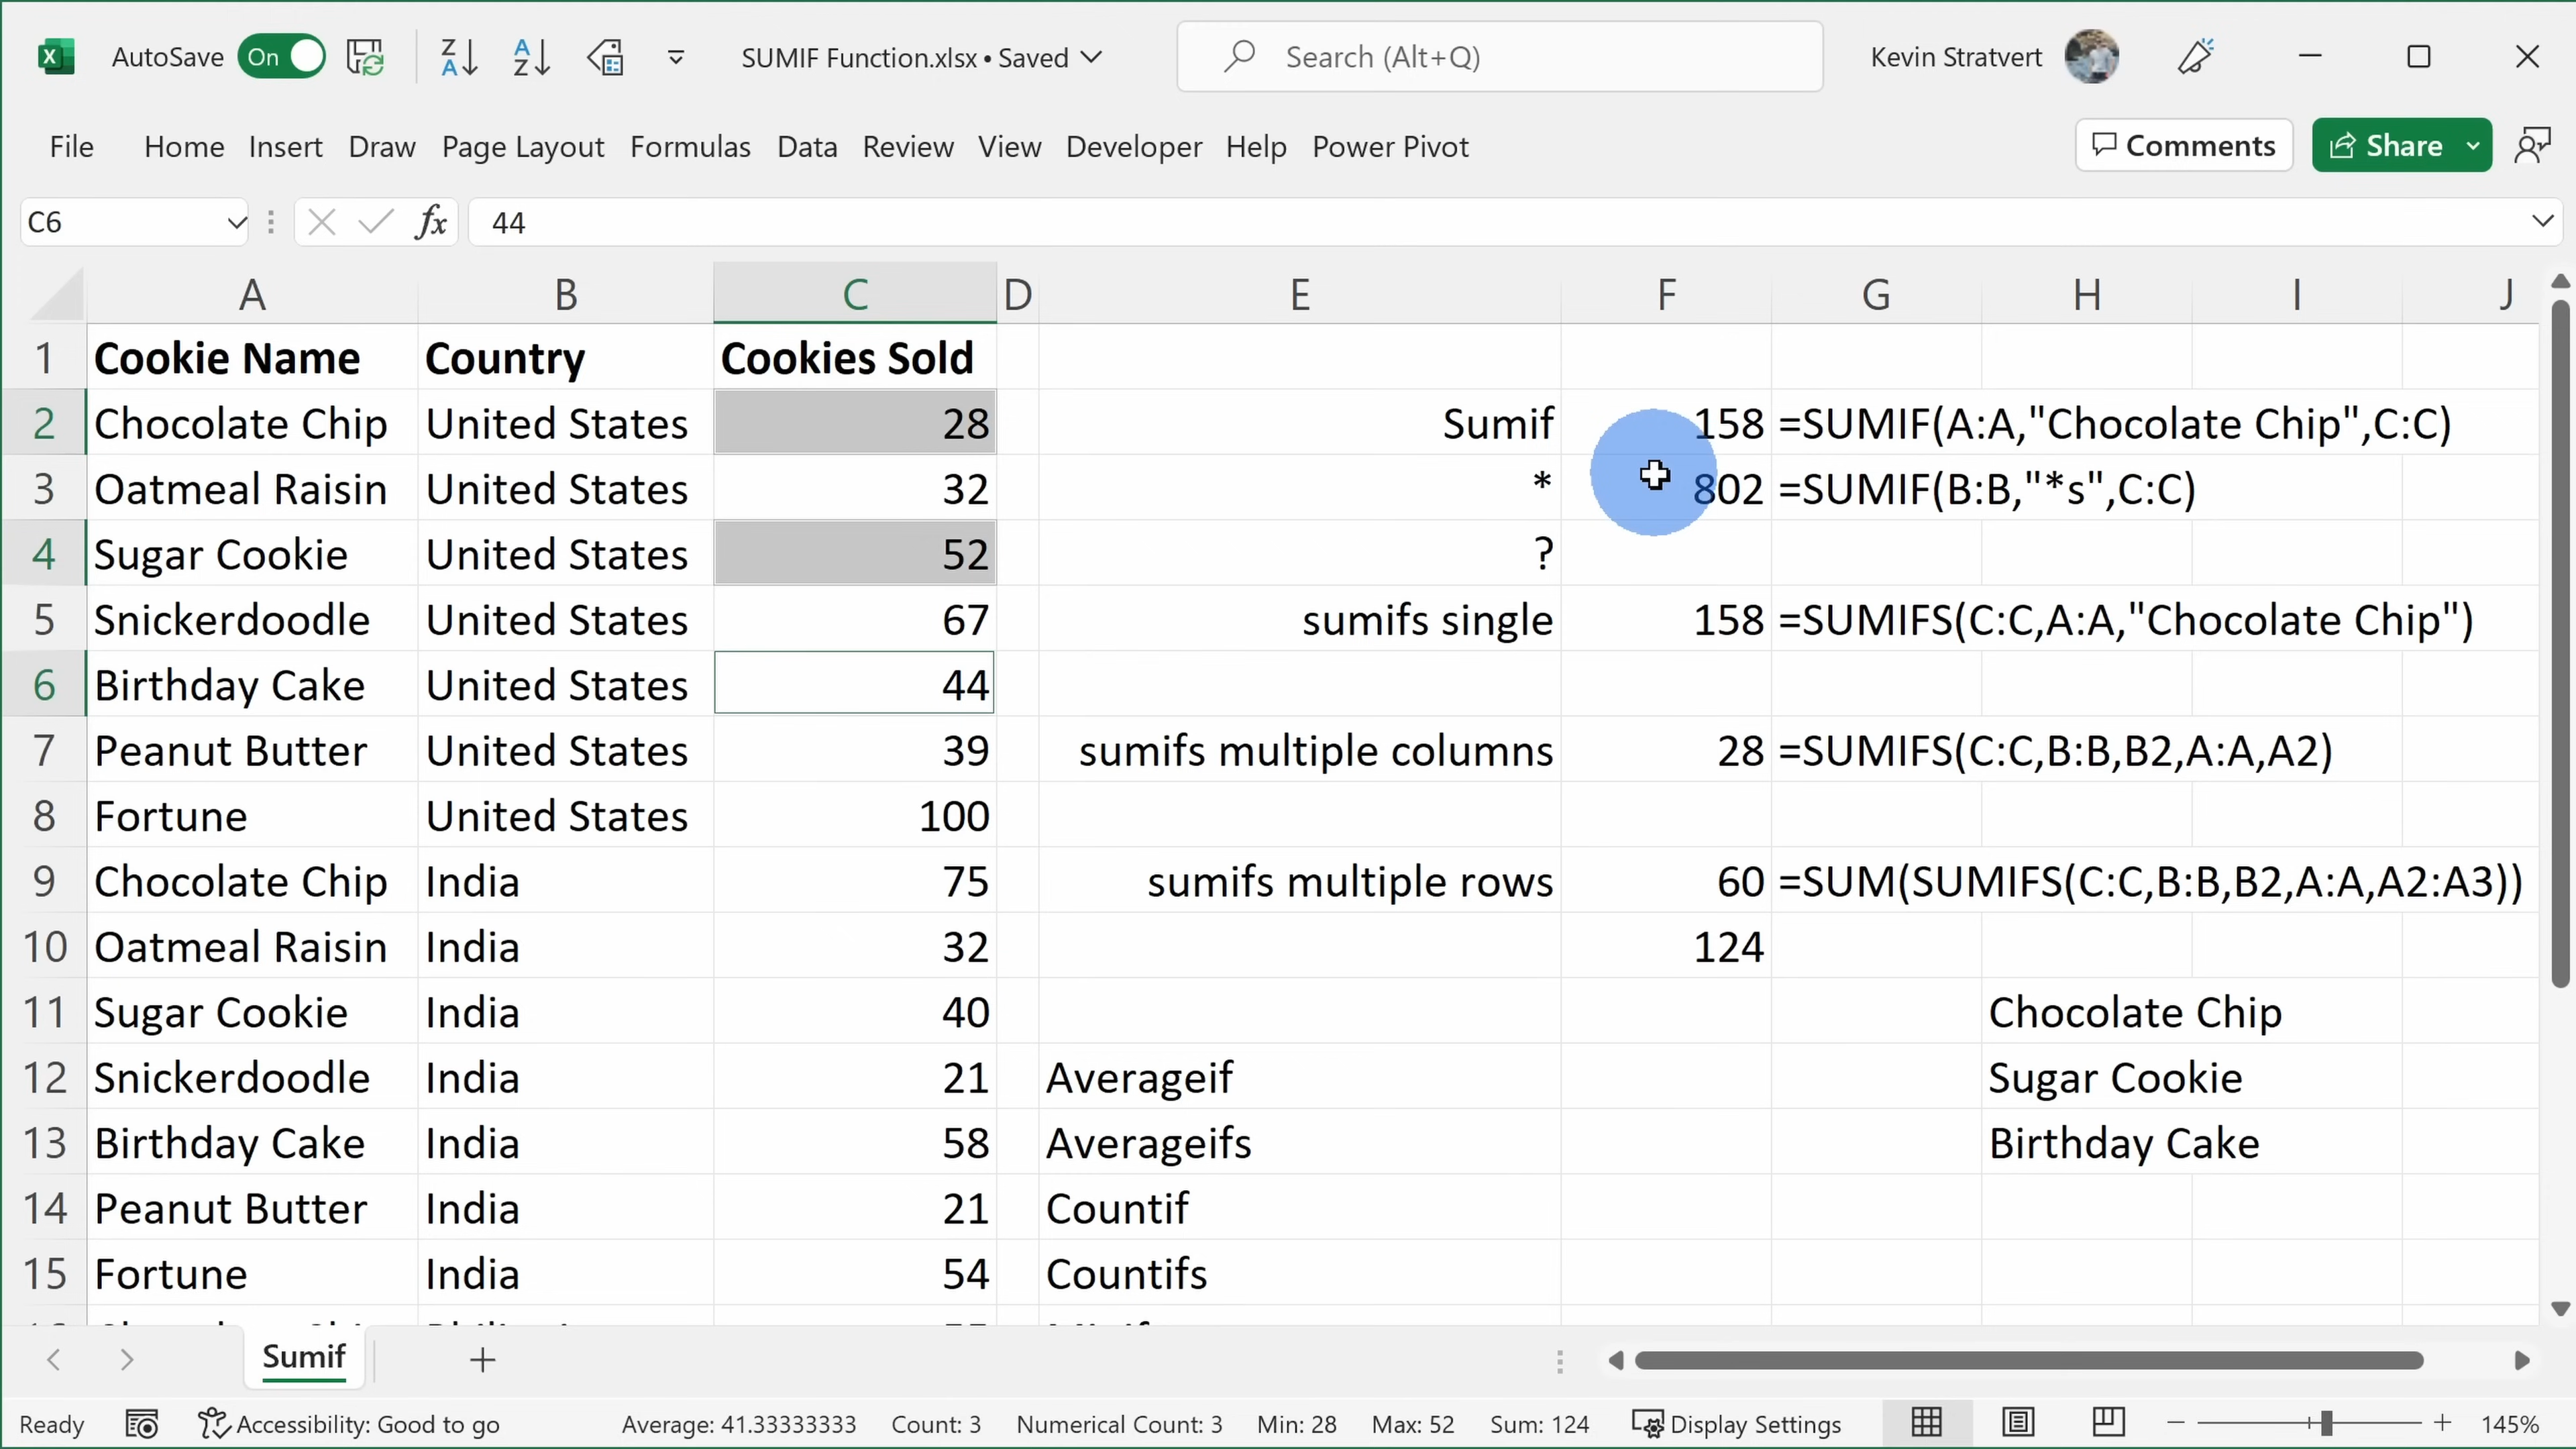 AutoSave On SUMIF Function.xlsx • Saved Search (Alt+Q) Kevin Stratvert
File Home Insert Draw Page Layout Formulas Data Review View Developer Help Power Pivot Comments Share
C6 fx 44
A B C D E F G H I J
1 Cookie Name Country Cookies Sold
2 Chocolate Chip United States 28 Sumif 158 =SUMIF(A:A,"Chocolate Chip",C:C)
3 Oatmeal Raisin United States 32 * 802 =SUMIF(B:B,"*s",C:C)
4 Sugar Cookie United States 52 ?
5 Snickerdoodle United States 67 sumifs single 158 =SUMIFS(C:C,A:A,"Chocolate Chip")
6 Birthday Cake United States 44
7 Peanut Butter United States 39 sumifs multiple columns 28 =SUMIFS(C:C,B:B,B2,A:A,A2)
8 Fortune United States 100
9 Chocolate Chip India 75 sumifs multiple rows 60 =SUM(SUMIFS(C:C,B:B,B2,A:A,A2:A3))
10 Oatmeal Raisin India 32 124
11 Sugar Cookie India 40 Chocolate Chip
12 Snickerdoodle India 21 Averageif Sugar Cookie
13 Birthday Cake India 58 Averageifs Birthday Cake
14 Peanut Butter India 21 Countif
15 Fortune India 54 Countifs
Sumif
Ready Accessibility: Good to go Average: 41.33333333 Count: 3 Numerical Count: 3 Min: 28 Max: 52 Sum: 124 Display Settings 145%